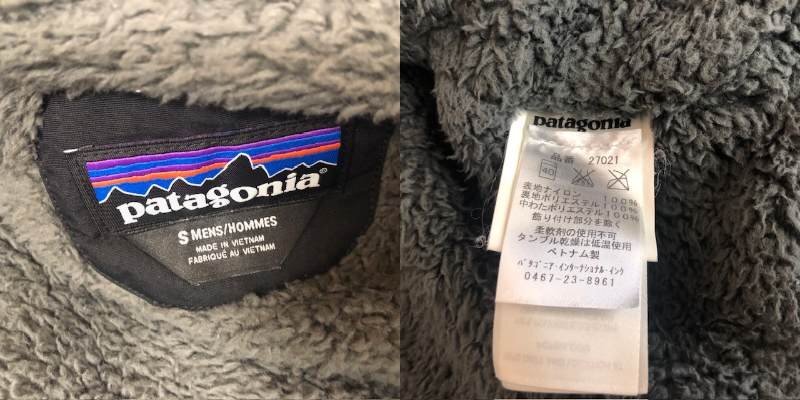 patagonia®
S MENS/HOMMES
MADE IN VIETNAM
FABRIQUÉ AU VIETNAM
patagonia
品番 27021
40
表地ナイロン 100%
裏地ポリエステル100%
中わたポリエステル100%
飾り付け部分を除く
柔軟剤の使用不可
タンブル乾燥は低温使用
ベトナム製
パタゴニア・インターナショナル・インク
0467-23-8961